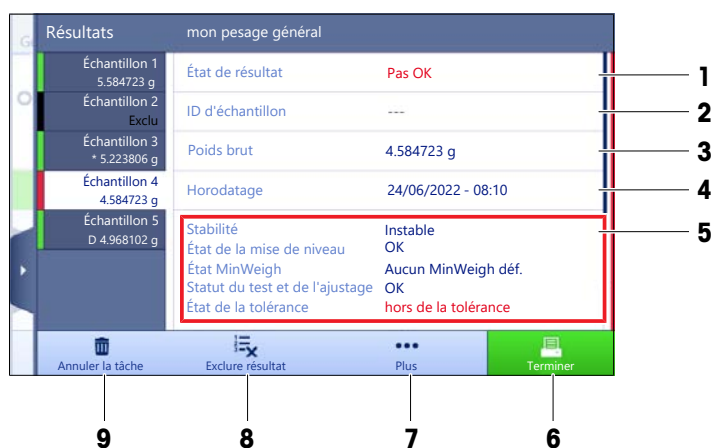 Résultats
mon pesage général
Échantillon 1
5.584723 g
Échantillon 2
Exclu
Échantillon 3
* 5.223806 g
Échantillon 4
4.584723 g
Échantillon 5
D 4.968102 g
État de résultat Pas OK
ID d'échantillon ---
Poids brut 4.584723 g
Horodatage 24/06/2022 - 08:10
Stabilité Instable
État de la mise de niveau OK
État MinWeigh Aucun MinWeigh déf.
Statut du test et de l'ajustage OK
État de la tolérance hors de la tolérance
1
2
3
4
5
Annuler la tâche
Exclure résultat
Plus
Terminer
9
8
7
6